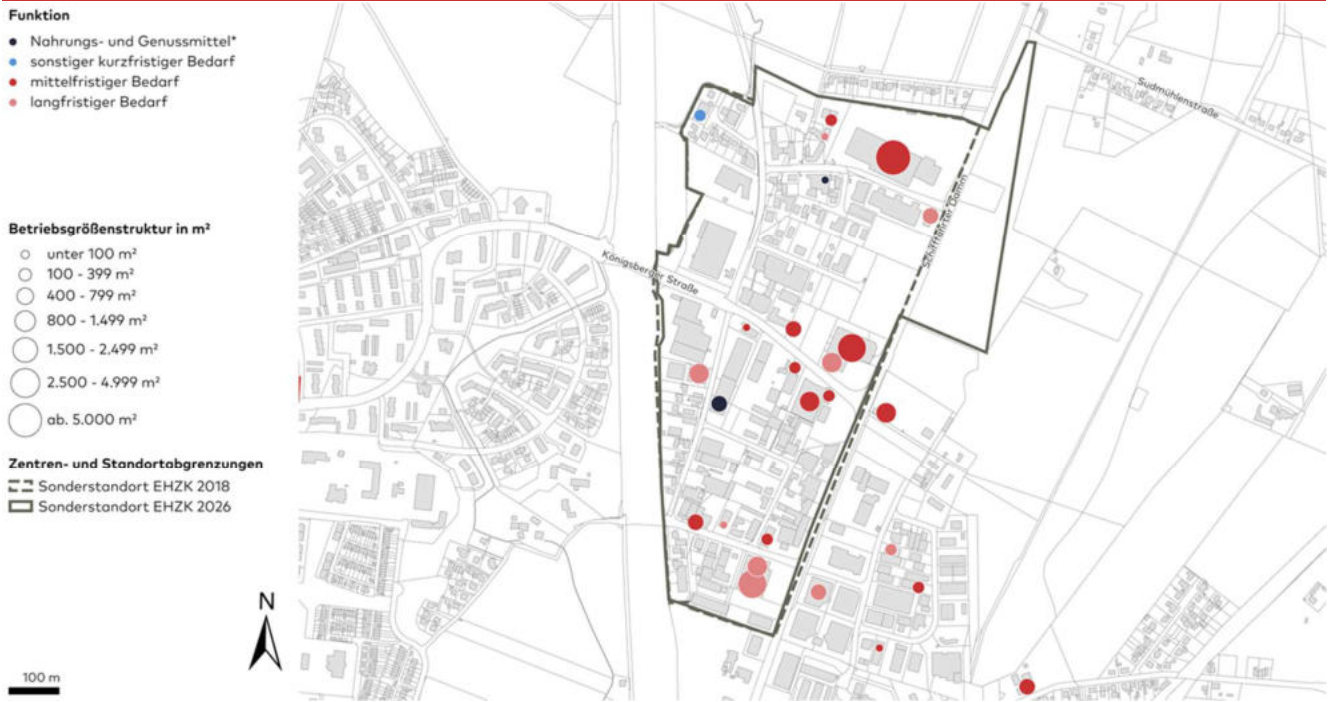 Funktion
Nahrungs- und Genussmittel*
sonstiger kurzfristiger Bedarf
mittelfristiger Bedarf
langfristiger Bedarf
Betriebsgrößenstruktur in m²
unter 100 m²
100 - 399 m²
400 - 799 m²
800 - 1.499 m²
1.500 - 2.499 m²
2.500 - 4.999 m²
ab. 5.000 m²
Zentren- und Standortabgrenzungen
Sonderstandort EHZK 2018
Sonderstandort EHZK 2026
N
100 m
Sudmühlenstraße
Schifffahrter Damm
Königsberger Straße